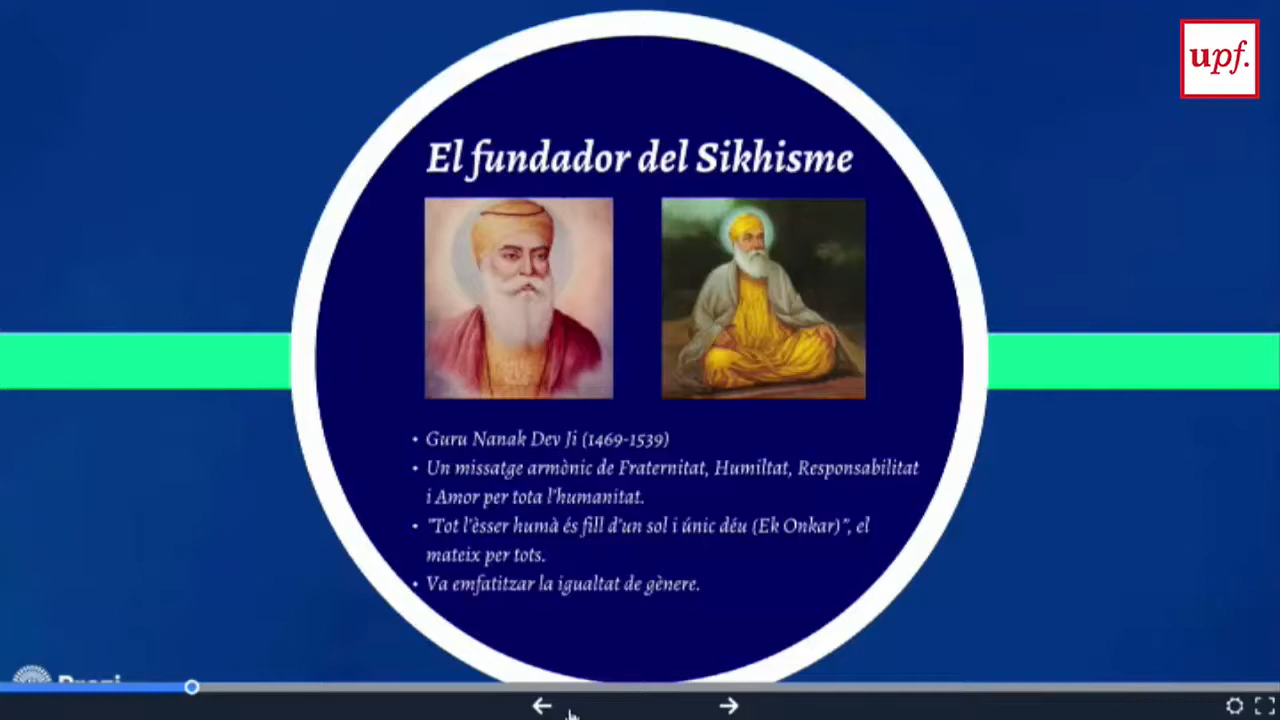 upf.
El fundador del Sikhisme
• Guru Nanak Dev Ji (1469-1539)
• Un missatge armònic de Fraternitat, Humiltat, Responsabilitat
i Amor per tota l'humanitat.
• "Tot l'èsser humà és fill d'un sol i únic déu (Ek Onkar)", el
mateix per tots.
• Va emfatitzar la igualtat de gènere.
Prezi